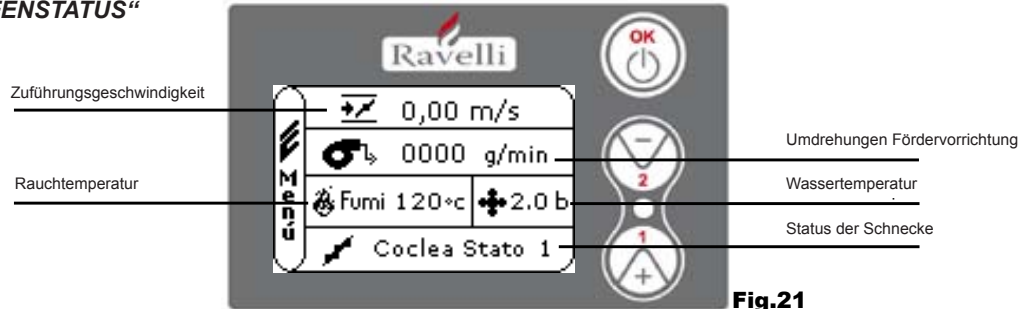 ENSTATUS“
Ravelli
OK
Zuführungsgeschwindigkeit
0,00 m/s
Umdrehungen Fördervorrichtung
0000 g/min
Menú
Rauchtemperatur
Fumi 120°c
2.0 b
Wassertemperatur
2
Status der Schnecke
Coclea Stato 1
1
Fig.21